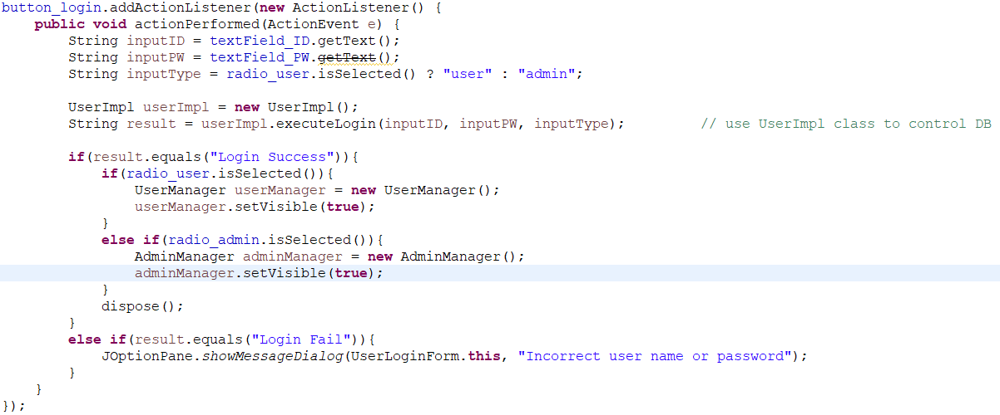 button_login.addActionListener(new ActionListener() {
    public void actionPerformed(ActionEvent e) {
        String inputID = textField_ID.getText();
        String inputPW = textField_PW.getText();
        String inputType = radio_user.isSelected() ? "user" : "admin";

        UserImpl userImpl = new UserImpl();
        String result = userImpl.executeLogin(inputID, inputPW, inputType);         // use UserImpl class to control DB

        if(result.equals("Login Success")){
            if(radio_user.isSelected()){
                UserManager userManager = new UserManager();
                userManager.setVisible(true);
            }
            else if(radio_admin.isSelected()){
                AdminManager adminManager = new AdminManager();
                adminManager.setVisible(true);
            }
            dispose();
        }
        else if(result.equals("Login Fail")){
            JOptionPane.showMessageDialog(UserLoginForm.this, "Incorrect user name or password");
        }
    }
});